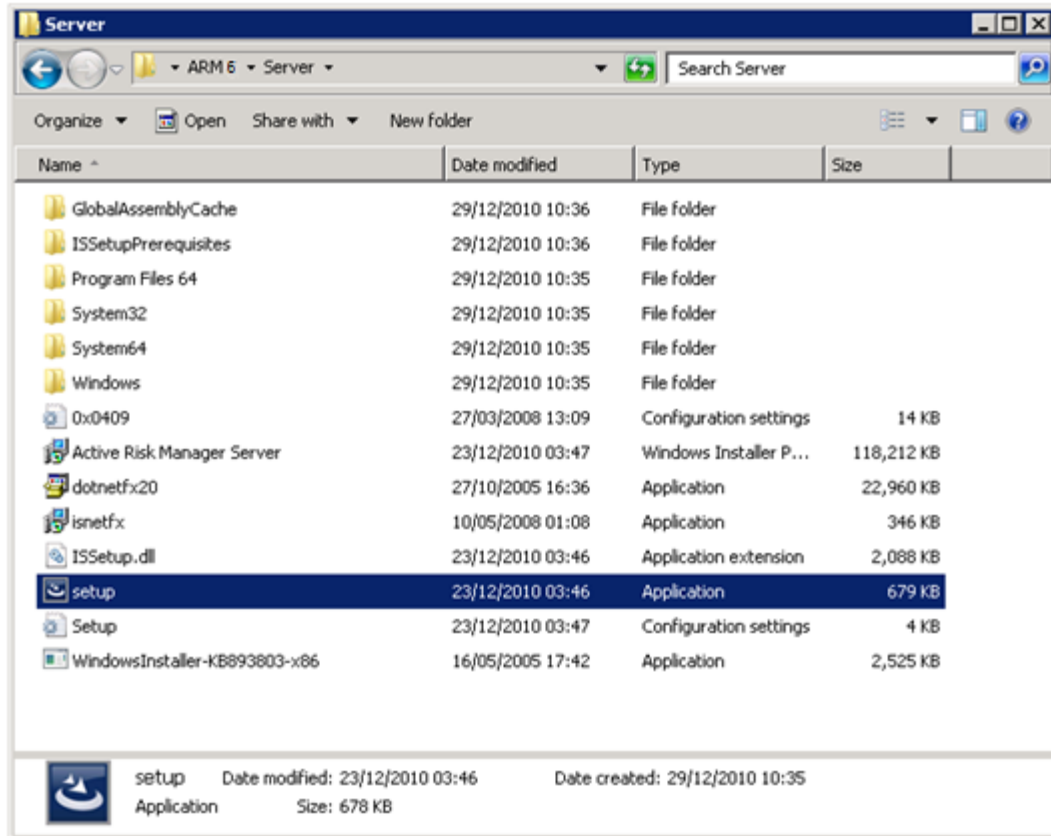 Server
ARM 6 Server Search Server
Organize Open Share with New folder
Name Date modified Type Size
GlobalAssemblyCache 29/12/2010 10:36 File folder
ISSetupPrerequisites 29/12/2010 10:36 File folder
Program Files 64 29/12/2010 10:35 File folder
System32 29/12/2010 10:35 File folder
System64 29/12/2010 10:35 File folder
Windows 29/12/2010 10:35 File folder
0x0409 27/03/2008 13:09 Configuration settings 14 KB
Active Risk Manager Server 23/12/2010 03:47 Windows Installer P... 118,212 KB
dotnetfx20 27/10/2005 16:36 Application 22,960 KB
isnetfx 10/05/2008 01:08 Application 346 KB
ISSetup.dll 23/12/2010 03:46 Application extension 2,088 KB
setup 23/12/2010 03:46 Application 679 KB
Setup 23/12/2010 03:47 Configuration settings 4 KB
WindowsInstaller-KB893803-x86 16/05/2005 17:42 Application 2,525 KB
setup Date modified: 23/12/2010 03:46 Date created: 29/12/2010 10:35
Application Size: 678 KB